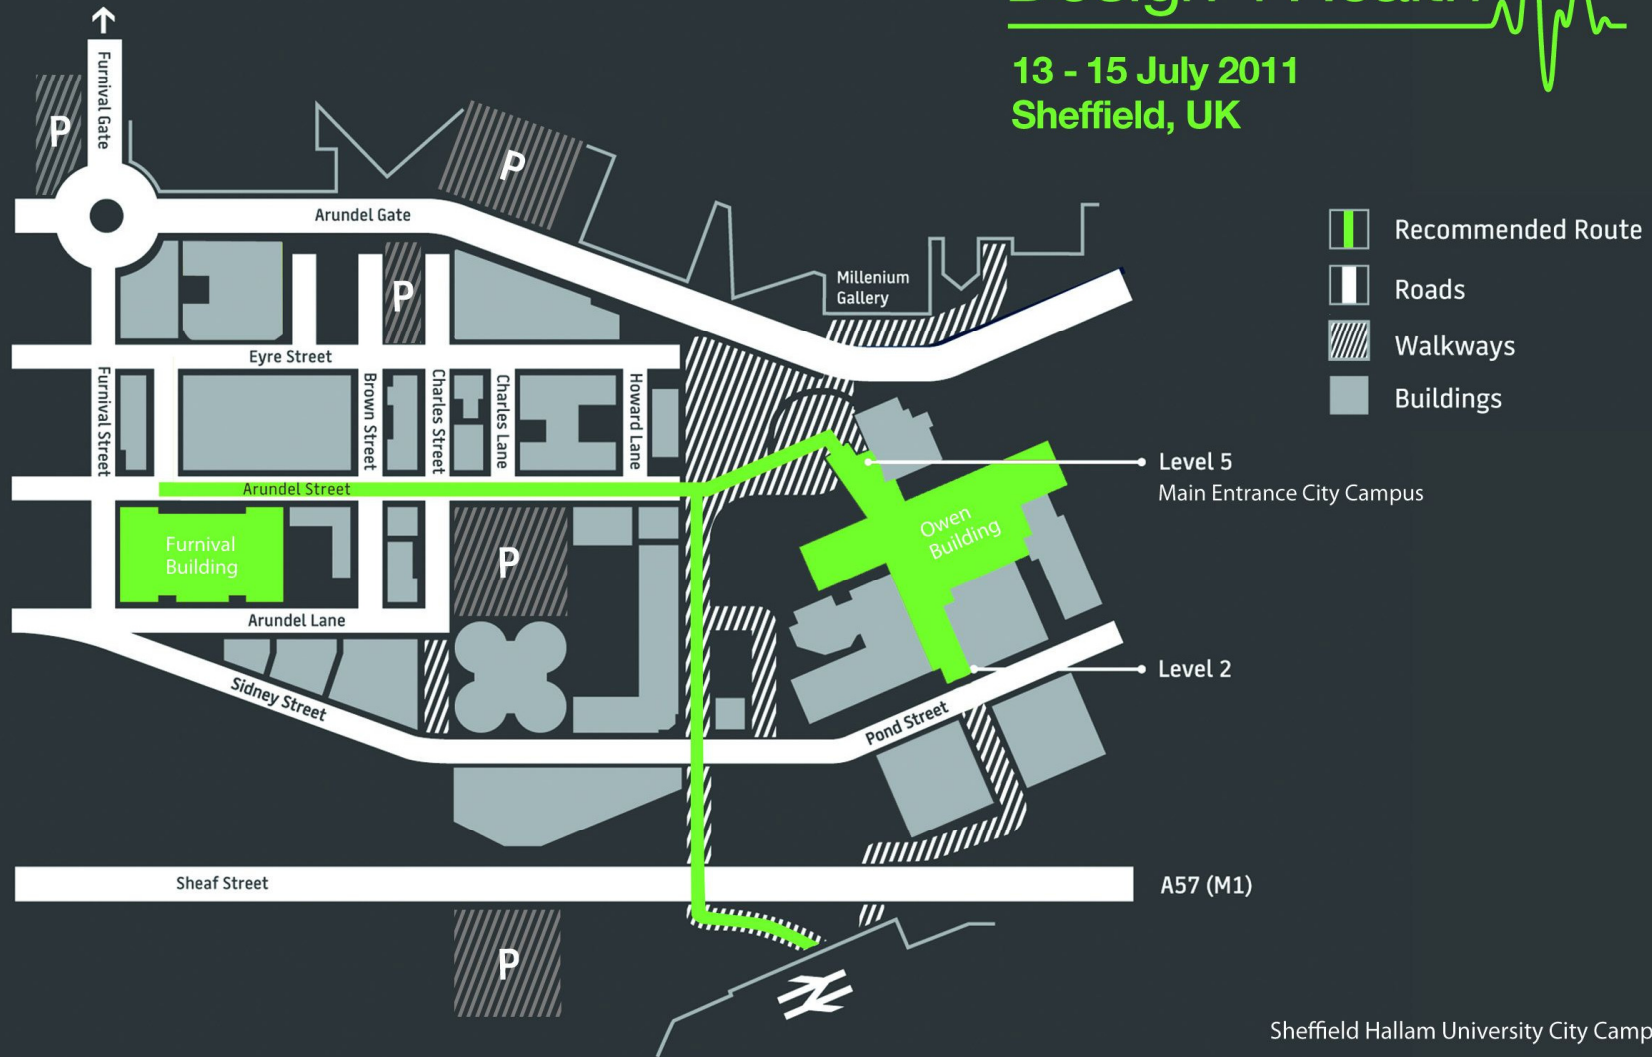 Design 4 Health
13 - 15 July 2011
Sheffield, UK
Furnival Gate
P
P
Arundel Gate
Recommended Route
Millenium
Gallery
Roads
P
Walkways
Eyre Street
Buildings
Furnival Street
Brown Street
Charles Street
Charles Lane
Howard Lane
Level 5
Main Entrance City Campus
Arundel Street
Owen
Building
Furnival
Building
P
Arundel Lane
Level 2
Sidney Street
Pond Street
Sheaf Street
A57 (M1)
P
Sheffield Hallam University City Camp